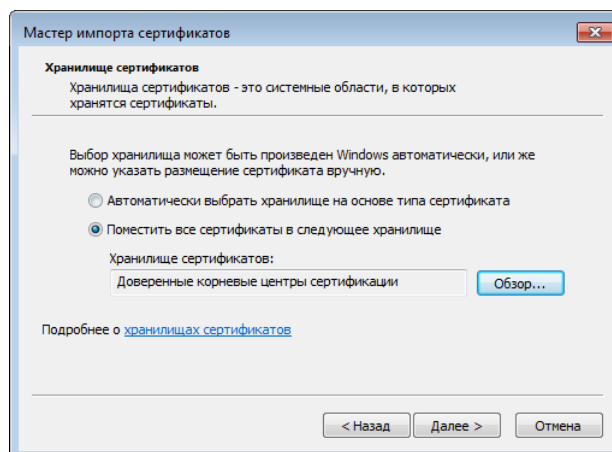 Мастер импорта сертификатов
Хранилище сертификатов
Хранилища сертификатов - это системные области, в которых
хранятся сертификаты.
Выбор хранилища может быть произведен Windows автоматически, или же
можно указать размещение сертификата вручную.
Автоматически выбрать хранилище на основе типа сертификата
Поместить все сертификаты в следующее хранилище
Хранилище сертификатов:
Доверенные корневые центры сертификации
Обзор...
Подробнее о хранилищах сертификатов
< Назад
Далее >
Отмена